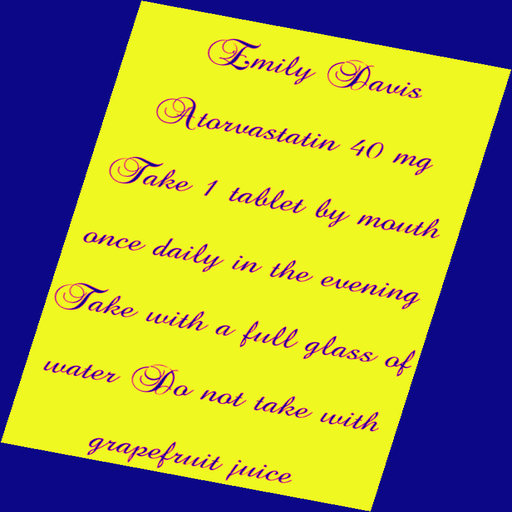 Emily Davis
Atorvastatin 40 mg
Take 1 tablet by mouth
once daily in the evening
Take with a full glass of
water Do not take with
grapefruit juice